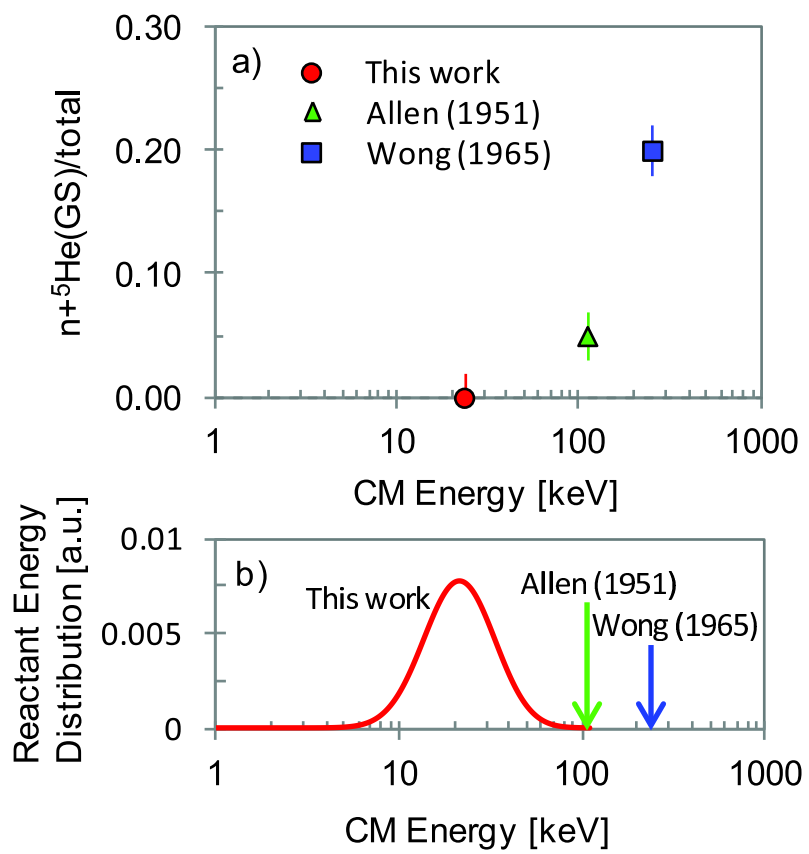 0.30
a)
This work
Allen (1951)
Wong (1965)
0.20
0.10
0.00
n+⁵He(GS)/total
1 10 100 1000
CM Energy [keV]
0.01
b)
This work
Allen (1951)
Wong (1965)
0.005
0
Reactant Energy
Distribution [a.u.]
1 10 100 1000
CM Energy [keV]